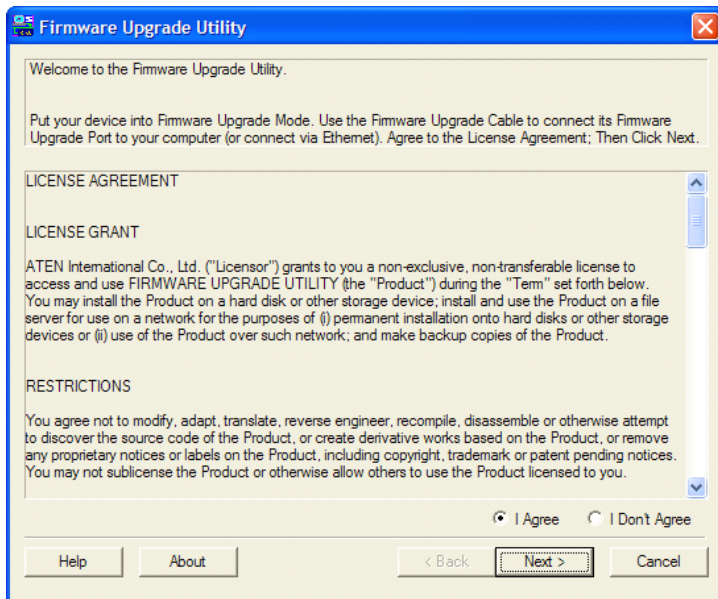 Firmware Upgrade Utility
Welcome to the Firmware Upgrade Utility.
Put your device into Firmware Upgrade Mode. Use the Firmware Upgrade Cable to connect its Firmware
Upgrade Port to your computer (or connect via Ethernet). Agree to the License Agreement; Then Click Next.
LICENSE AGREEMENT
LICENSE GRANT
ATEN International Co., Ltd. ("Licensor") grants to you a non-exclusive, non-transferable license to
access and use FIRMWARE UPGRADE UTILITY (the "Product") during the "Term" set forth below.
You may install the Product on a hard disk or other storage device; install and use the Product on a file
server for use on a network for the purposes of (i) permanent installation onto hard disks or other storage
devices or (ii) use of the Product over such network; and make backup copies of the Product.
RESTRICTIONS
You agree not to modify, adapt, translate, reverse engineer, recompile, disassemble or otherwise attempt
to discover the source code of the Product, or create derivative works based on the Product, or remove
any proprietary notices or labels on the Product, including copyright, trademark or patent pending notices.
You may not sublicense the Product or otherwise allow others to use the Product licensed to you.
I Agree I Don't Agree
Help About < Back Next > Cancel